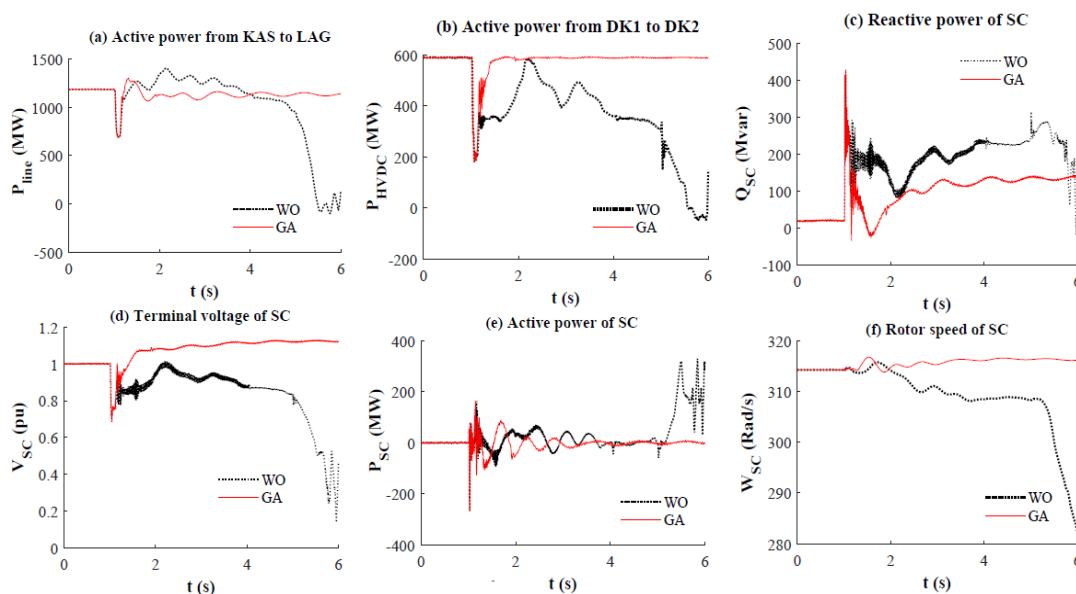 (a) Active power from KAS to LAG
1500
1000
500
0
-500
P_line (MW)
0 2 4 6
t (s)
WO
GA
(b) Active power from DK1 to DK2
600
400
200
0
-200
P_HVDC (MW)
0 2 4 6
t (s)
WO
GA
(c) Reactive power of SC
500
400
300
200
100
0
-100
Q_SC (Mvar)
0 2 4 6
t (s)
WO
GA
(d) Terminal voltage of SC
1.2
1
0.8
0.6
0.4
0.2
0
V_SC (pu)
0 2 4 6
t (s)
WO
GA
(e) Active power of SC
400
200
0
-200
-400
P_SC (MW)
0 2 4 6
t (s)
WO
GA
(f) Rotor speed of SC
320
310
300
290
280
W_SC (Rad/s)
0 2 4 6
t (s)
WO
GA